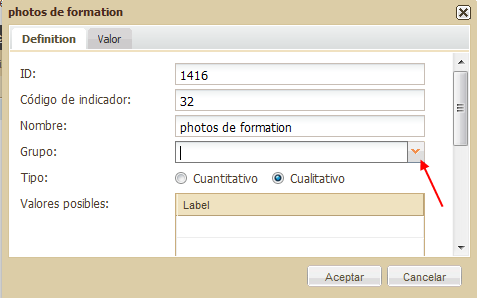 photos de formation
Definition Valor
ID: 1416
Código de indicador: 32
Nombre: photos de formation
Grupo:
Tipo: Cuantitativo Cualitativo
Valores posibles: Label
Aceptar Cancelar